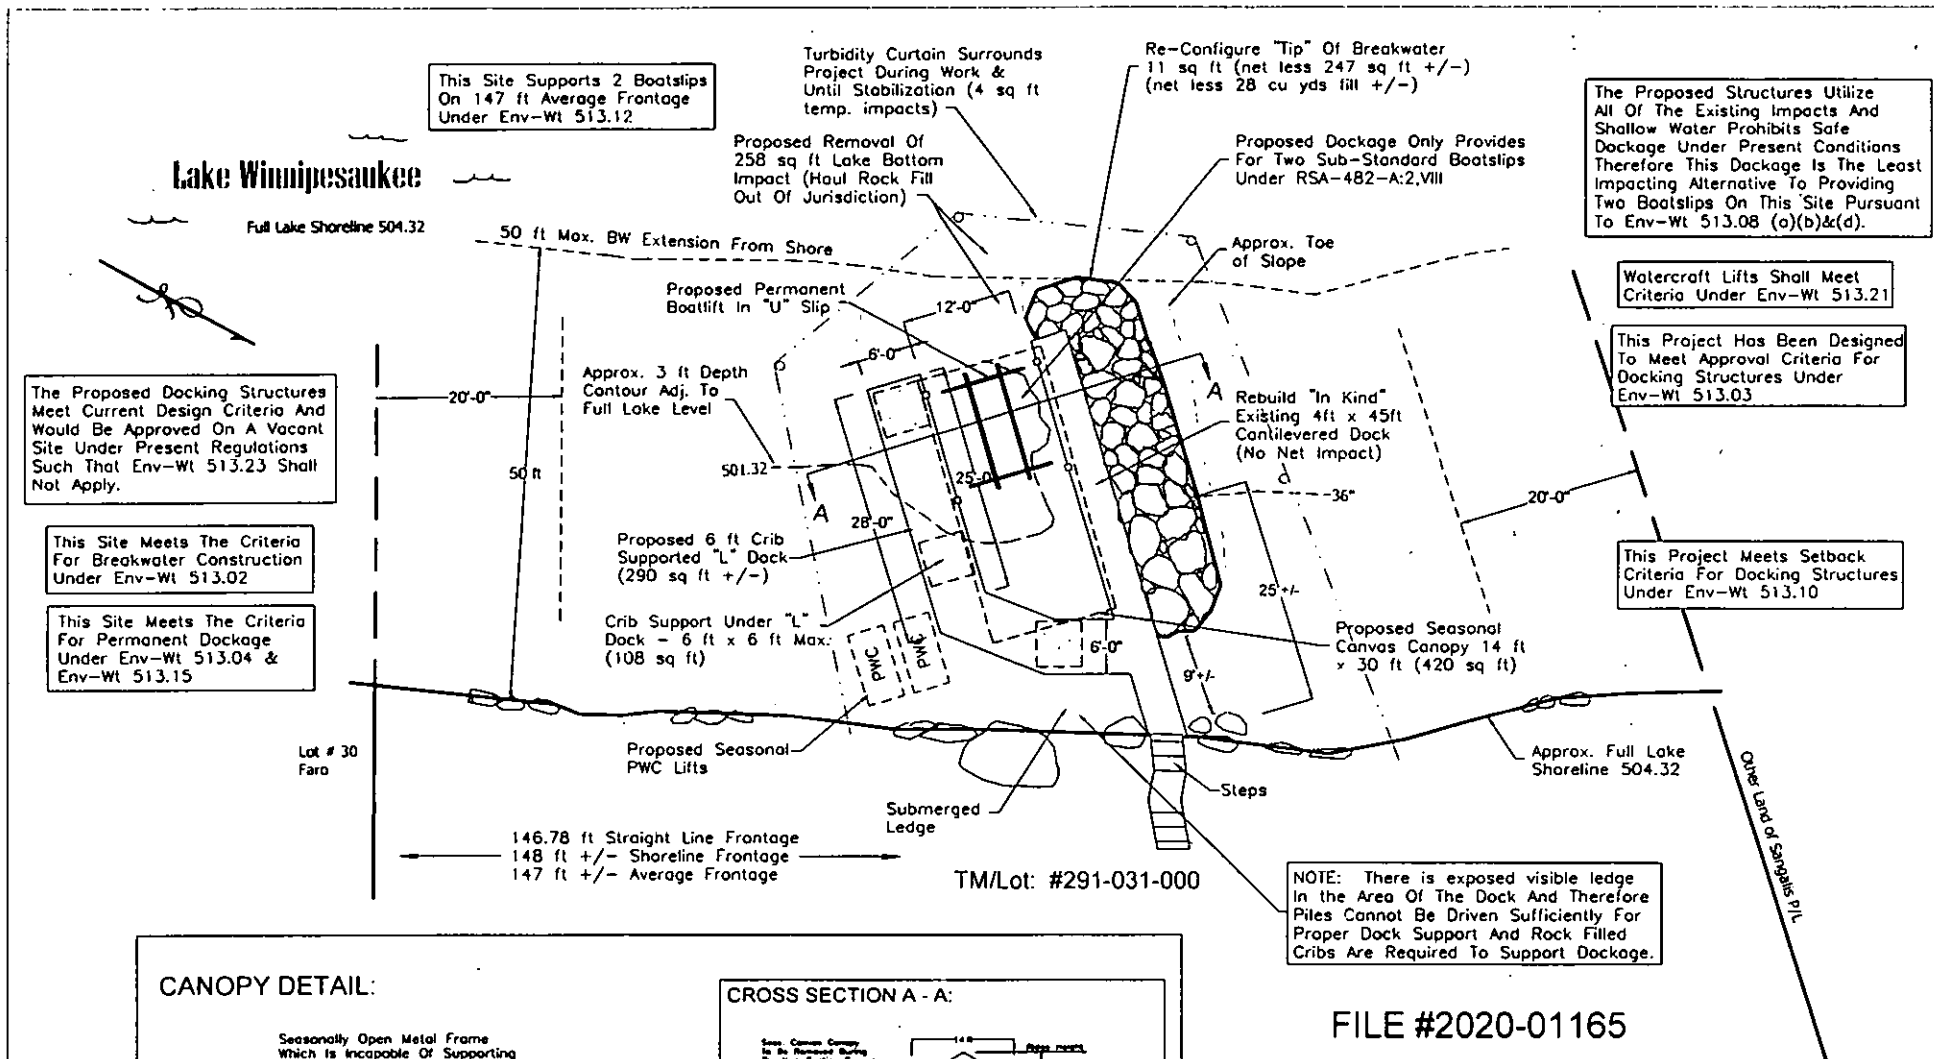 This Site Supports 2 Boatslips
On 147 ft Average Frontage
Under Env-Wt 513.12
Turbidity Curtain Surrounds
Project During Work &
Until Stabilization (4 sq ft
temp. impacts)
Re-Configure "Tip" Of Breakwater
11 sq ft (net less 247 sq ft +/-)
(net less 28 cu yds fill +/-)
The Proposed Structures Utilize
All Of The Existing Impacts And
Shallow Water Prohibits Safe
Dockage Under Present Conditions
Therefore This Dockage Is The Least
Impacting Alternative To Providing
Two Boatslips On This Site Pursuant
To Env-Wt 513.08 (a)(b)&(d).
Lake Winnipesaukee
Full Lake Shoreline 504.32
Proposed Removal Of
258 sq ft Lake Bottom
Impact (Haul Rock Fill
Out Of Jurisdiction)
Proposed Dockage Only Provides
For Two Sub-Standard Boatslips
Under RSA-482-A:2,VIII
50 ft Max. BW Extension From Shore
Approx. Toe
of Slope
Watercraft Lifts Shall Meet
Criteria Under Env-Wt 513.21
Proposed Permanent
Boatlift In "U" Slip
12'-0"
6'-0"
This Project Has Been Designed
To Meet Approval Criteria For
Docking Structures Under
Env-Wt 513.03
The Proposed Docking Structures
Meet Current Design Criteria And
Would Be Approved On A Vacant
Site Under Present Regulations
Such That Env-Wt 513.23 Shall
Not Apply.
20'-0"
Approx. 3 ft Depth
Contour Adj. To
Full Lake Level
A
Rebuild "In Kind"
Existing 4ft x 45ft
Cantilevered Dock
(No Net Impact)
50 ft
501.32
25'-0"
36"
20'-0"
A
28'-0"
This Site Meets The Criteria
For Breakwater Construction
Under Env-Wt 513.02
Proposed 6 ft Crib
Supported "L" Dock
(290 sq ft +/-)
This Project Meets Setback
Criteria For Docking Structures
Under Env-Wt 513.10
25'+/-
This Site Meets The Criteria
For Permanent Dockage
Under Env-Wt 513.04 &
Env-Wt 513.15
Crib Support Under "L"
Dock - 6 ft x 6 ft Max.
(108 sq ft)
PWC
PWC
6'-0"
9'+/-
Proposed Seasonal
Canvas Canopy 14 ft
x 30 ft (420 sq ft)
Lot # 30
Faro
Proposed Seasonal
PWC Lifts
Approx. Full Lake
Shoreline 504.32
Steps
Submerged
Ledge
Other Land of Sangalis P/L
146.78 ft Straight Line Frontage
148 ft +/- Shoreline Frontage
147 ft +/- Average Frontage
TM/Lot: #291-031-000
NOTE: There is exposed visible ledge
In the Area Of The Dock And Therefore
Piles Cannot Be Driven Sufficiently For
Proper Dock Support And Rock Filled
Cribs Are Required To Support Dockage.
CANOPY DETAIL:
CROSS SECTION A - A:
FILE #2020-01165
Seasonally Open Metal Frame
Which Is Incapable Of Supporting
Seas. Canvas Canopy
To Be Removed During
14 ft